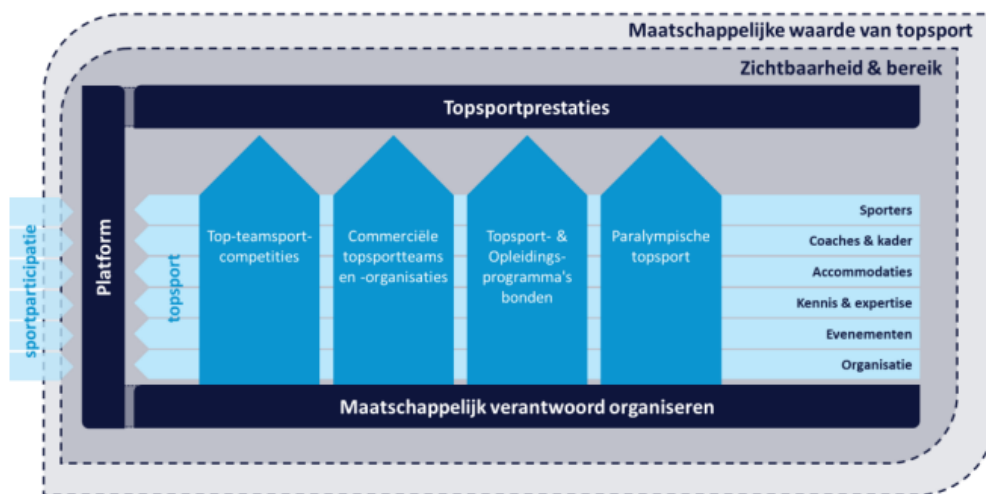 Maatschappelijke waarde van topsport
Zichtbaarheid & bereik
Topsportprestaties
sportparticipatie
Platform
topsport
Top-teamsport-
competities
Commerciële
topsportteams
en -organisaties
Topsport- &
Opleidings-
programma's
bonden
Paralympische
topsport
Sporters
Coaches & kader
Accommodaties
Kennis & expertise
Evenementen
Organisatie
Maatschappelijk verantwoord organiseren